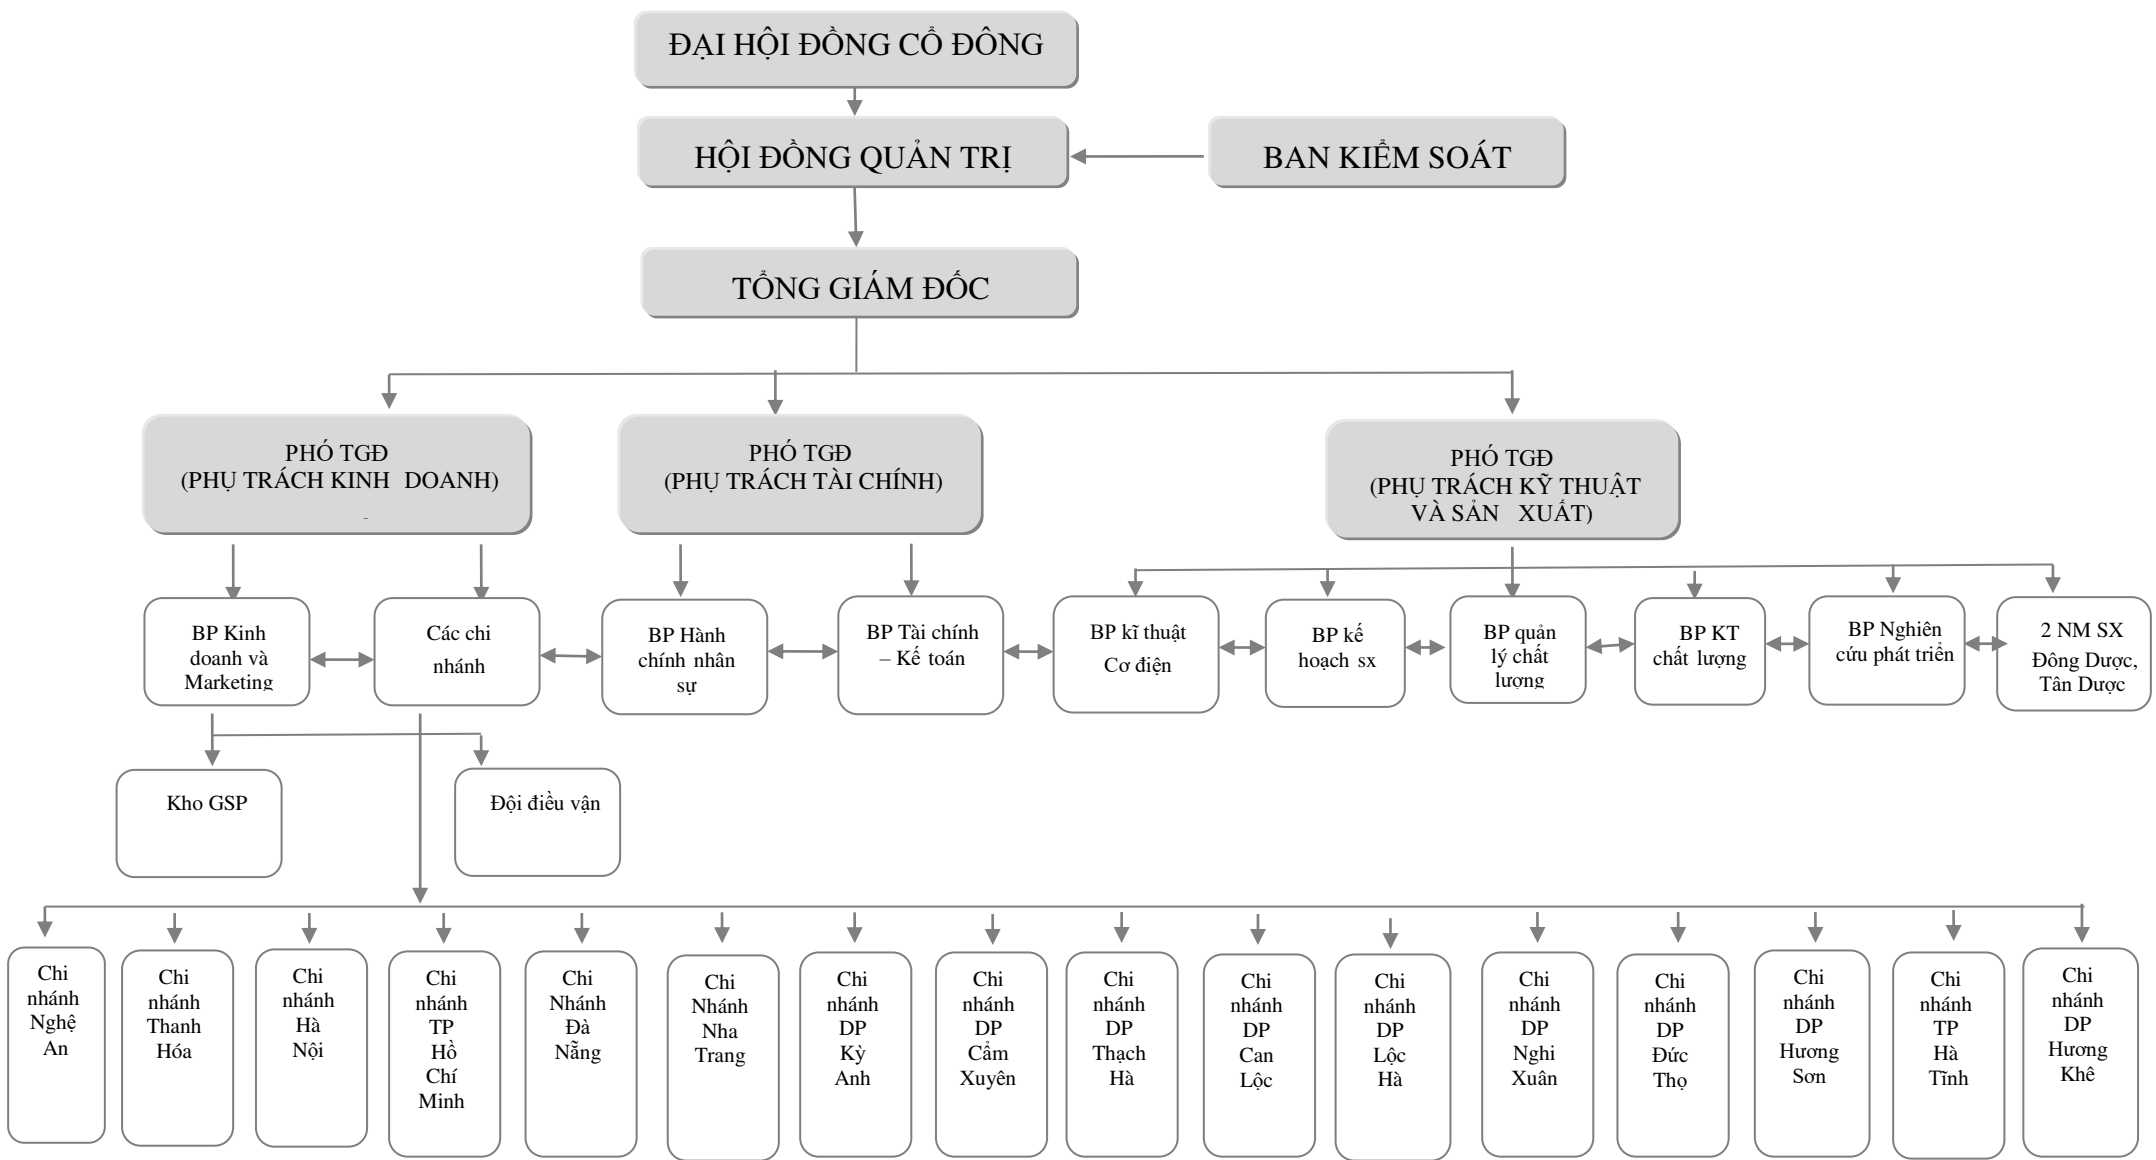 ĐẠI HỘI ĐỒNG CỔ ĐÔNG
HỘI ĐỒNG QUẢN TRỊ
BAN KIỂM SOÁT
TỔNG GIÁM ĐỐC
PHÓ TGĐ
(PHỤ TRÁCH KINH DOANH)
PHÓ TGĐ
(PHỤ TRÁCH TÀI CHÍNH)
PHÓ TGĐ
(PHỤ TRÁCH KỸ THUẬT
VÀ SẢN XUẤT)
BP Kinh
doanh và
Marketing
Các chi
nhánh
BP Hành
chính nhân
sự
BP Tài chính
– Kế toán
BP kĩ thuật
Cơ điện
BP kế
hoạch sx
BP quản
lý chất
lượng
BP KT
chất lượng
BP Nghiên
cứu phát triển
2 NM SX
Đông Dược,
Tân Dược
Kho GSP
Đội điều vận
Chi
nhánh
Nghệ
An
Chi
nhánh
Thanh
Hóa
Chi
nhánh
Hà
Nội
Chi
nhánh
TP
Hồ
Chí
Minh
Chi
Nhánh
Đà
Nẵng
Chi
Nhánh
Nha
Trang
Chi
nhánh
DP
Kỳ
Anh
Chi
nhánh
DP
Cẩm
Xuyên
Chi
nhánh
DP
Thạch
Hà
Chi
nhánh
DP
Can
Lộc
Chi
nhánh
DP
Lộc
Hà
Chi
nhánh
DP
Nghi
Xuân
Chi
nhánh
DP
Đức
Thọ
Chi
nhánh
DP
Hương
Sơn
Chi
nhánh
TP
Hà
Tĩnh
Chi
nhánh
DP
Hương
Khê